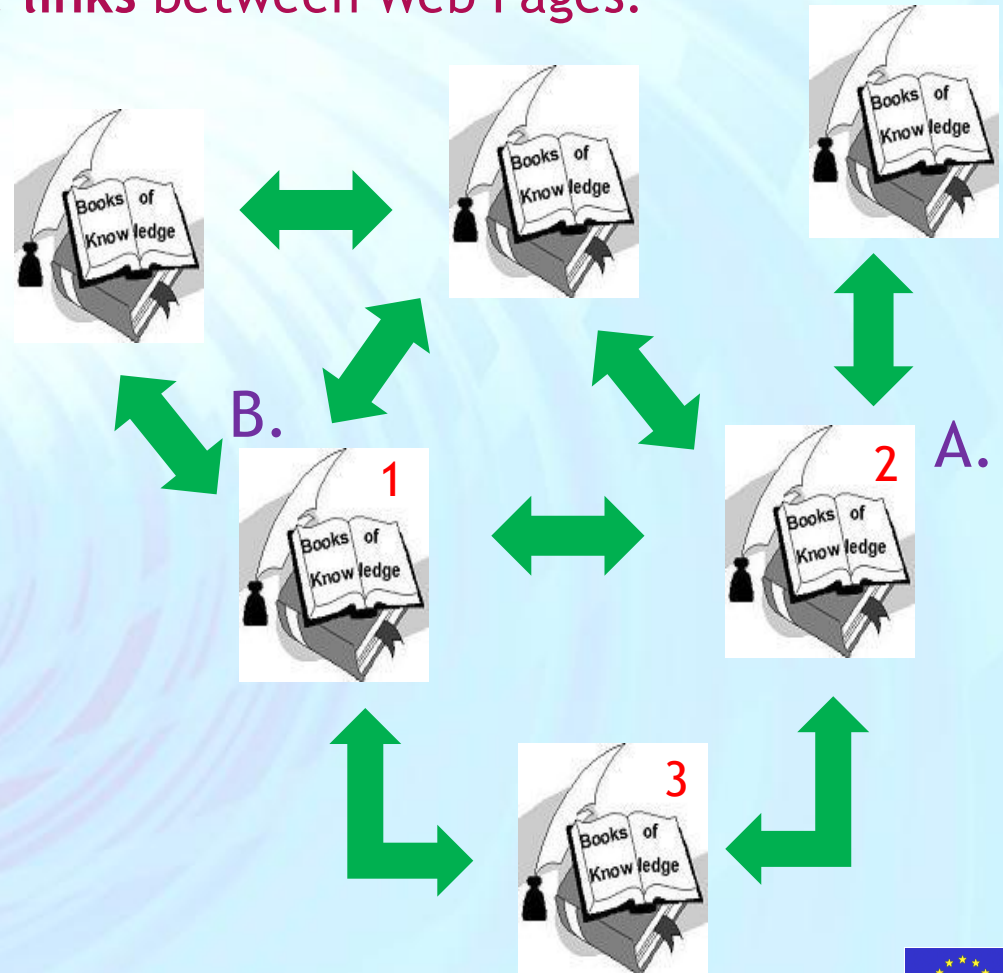 links between Web Pages.
Books of
Knowledge
Books of
Knowledge
Books of
Knowledge
B.
A.
1
Books of
Knowledge
2
Books of
Knowledge
3
Books of
Knowledge